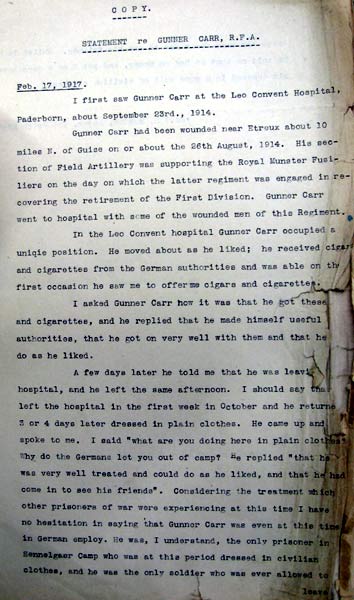 COPY.
STATEMENT re GUNNER CARR, R.F.A.
Feb. 17, 1917.
I first saw Gunner Carr at the Leo Convent Hospital,
Paderborn, about September 23rd., 1914.
Gunner Carr had been wounded near Etreux about 10
miles N. of Guise on or about the 26th August, 1914. His sec-
tion of Field Artillery was supporting the Royal Munster Fusi-
liers on the day on which the latter regiment was engaged in re-
covering the retirement of the First Division. Gunner Carr
went to hospital with some of the wounded men of this Regiment.
In the Leo Convent hospital Gunner Carr occupied a
uniqie position. He moved about as he liked; he received cigar
and cigarettes from the German authorities and was able on th
first occasion he saw me to offer me cigars and cigarettes.
I asked Gunner Carr how it was that he got these
and cigarettes, and he replied that he made himself useful
authorities, that he got on very well with them and that he
do as he liked.
A few days later he told me that he was leavi
hospital, and he left the same afternoon. I should say tha
left the hospital in the first week in October and he returne
3 or 4 days later dressed in plain clothes. He came up and
spoke to me. I said "what are you doing here in plain clothes?
Why do the Germans let you out of camp? He replied "that he
was very well treated and could do as he liked, and that he had
come in to see his friends". Considering the treatment which
other prisoners of war were experiencing at this time I have
no hesitation in saying that Gunner Carr was even at this time
in German employ. He was, I understand, the only prisoner in
Sennelgaer Camp who was at this period dressed in civilian
clothes, and he was the only soldier who was ever allowed to
leave